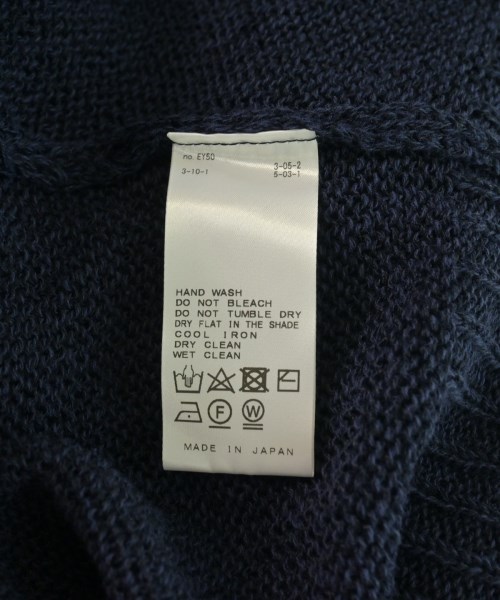 no. EY50
3-10-1
3-05-2
5-03-1
HAND WASH
DO NOT BLEACH
DO NOT TUMBLE DRY
DRY FLAT IN THE SHADE
COOL IRON
DRY CLEAN
WET CLEAN
F W
MADE IN JAPAN